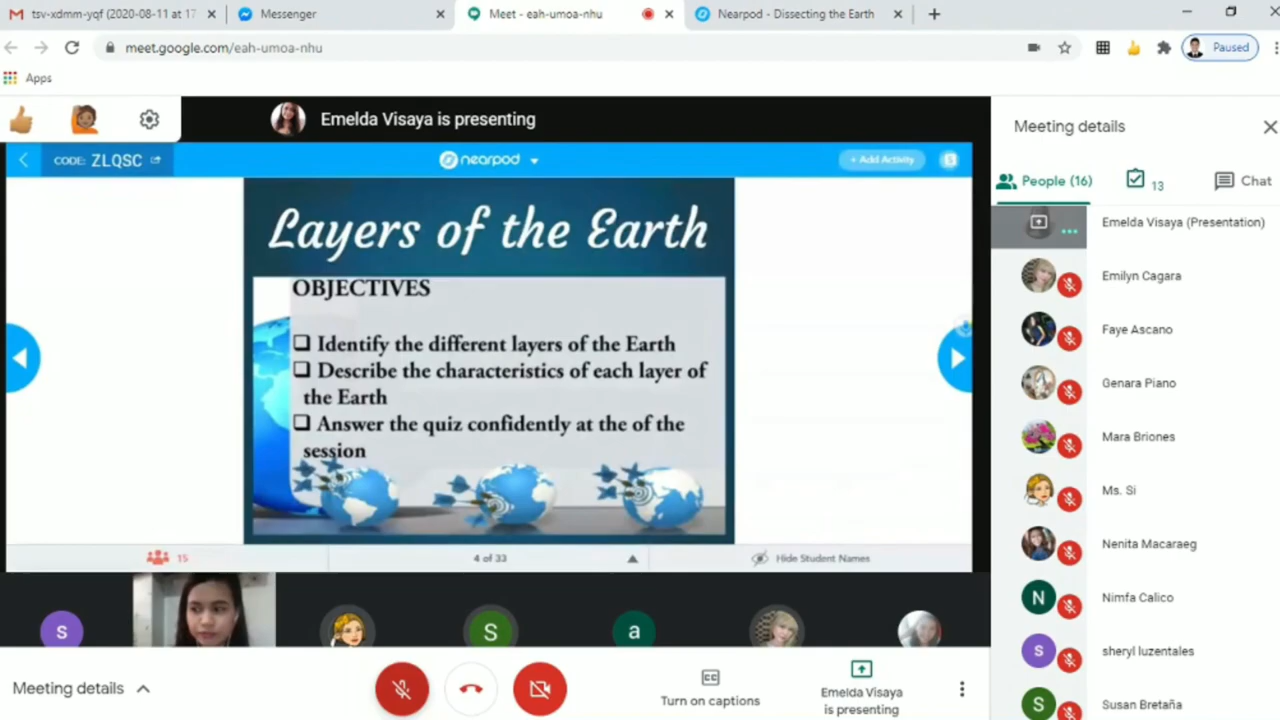 tsv-xdmm-yqf (2020-08-11 at 17
Messenger
Meet - eah-umoa-nhu
Nearpod - Dissecting the Earth
meet.google.com/eah-umoa-nhu
Paused
Apps
Emelda Visaya is presenting
CODE: ZLQSC
nearpod
+ Add Activity
S
Layers of the Earth
OBJECTIVES
Identify the different layers of the Earth
Describe the characteristics of each layer of
the Earth
Answer the quiz confidently at the of the
session
15
4 of 33
Hide Student Names
s
S
a
Meeting details
CC
Turn on captions
Emelda Visaya
is presenting
Meeting details
People (16)
13
Chat
Emelda Visaya (Presentation)
Emilyn Cagara
Faye Ascano
Genara Piano
Mara Briones
Ms. Si
Nenita Macaraeg
N
Nimfa Calico
s
sheryl luzentales
S
Susan Bretaña